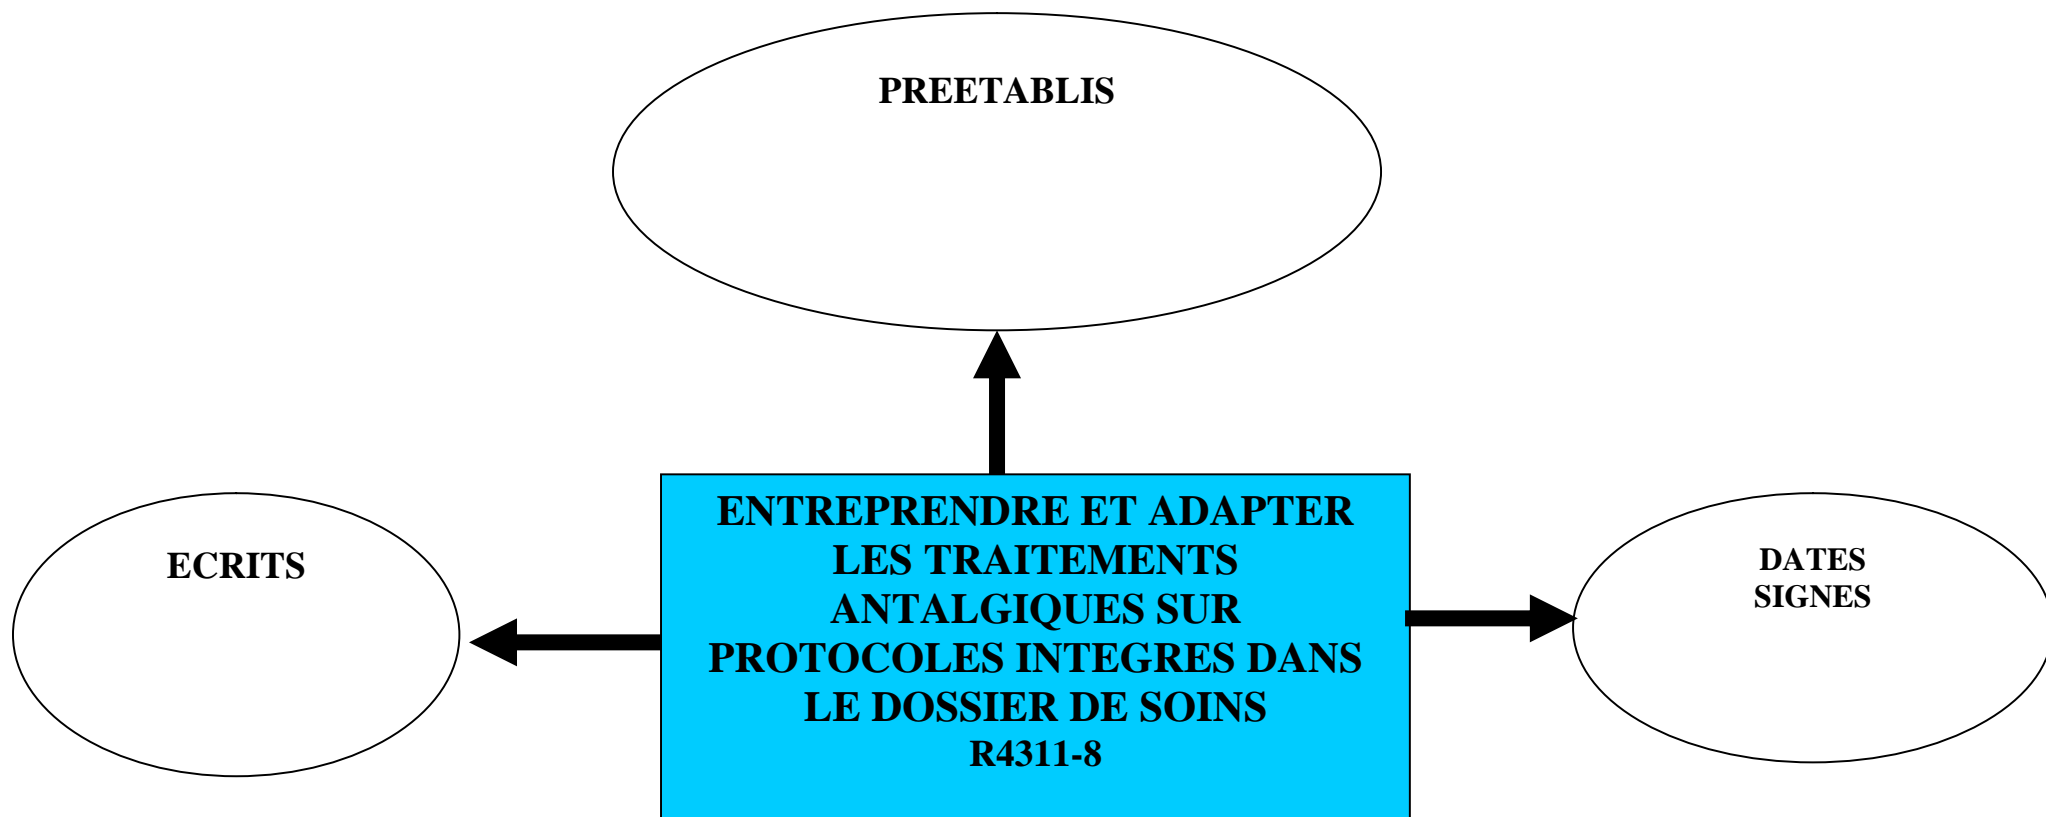 PREETABLIS
ECRITS
ENTREPRENDRE ET ADAPTER
LES TRAITEMENTS
ANTALGIQUES SUR
PROTOCOLES INTEGRES DANS
LE DOSSIER DE SOINS
R4311-8
DATES
SIGNES